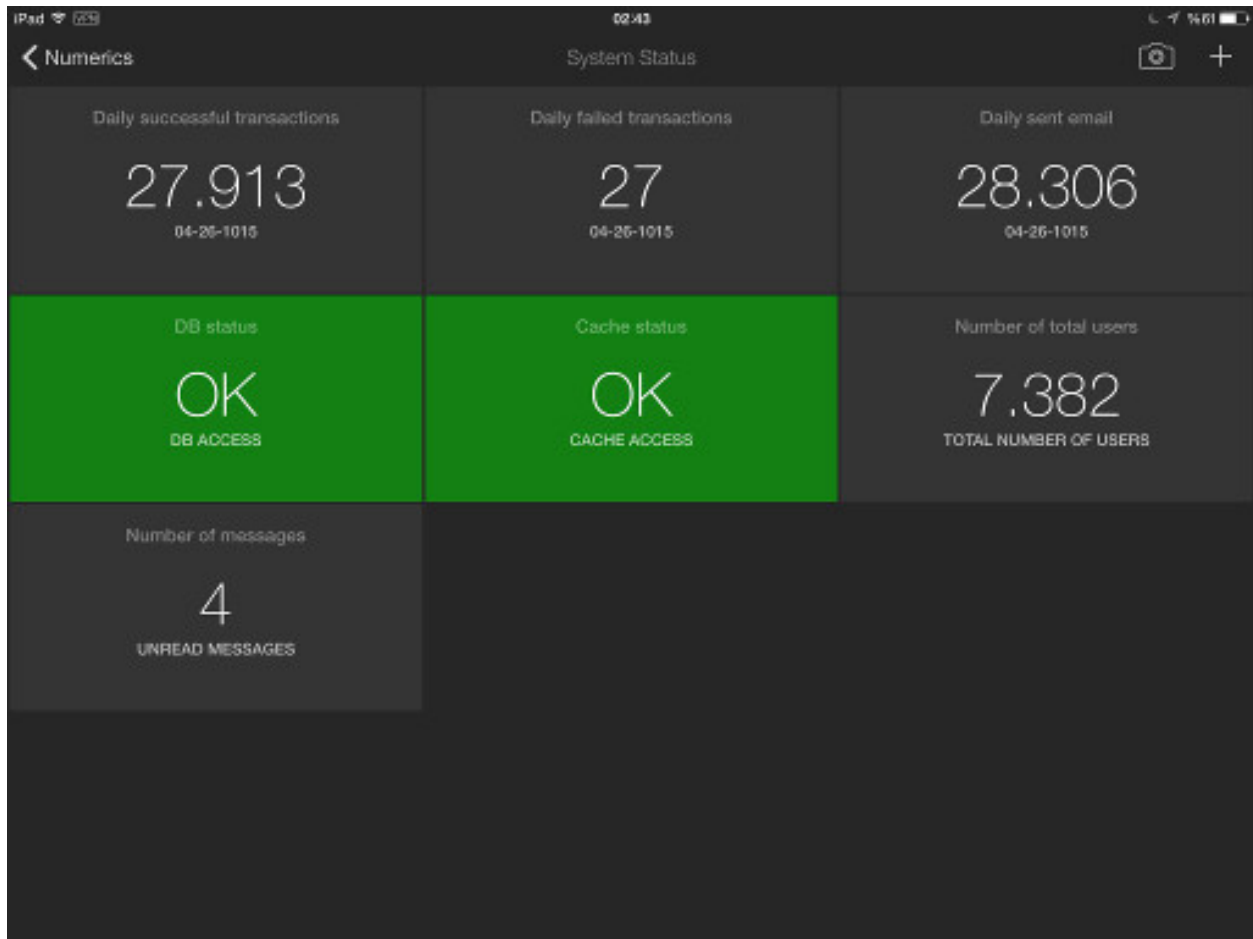 iPad VPN 02:43 %61
Numerics System Status
Daily successful transactions
27.913
04-26-1015
Daily failed transactions
27
04-26-1015
Daily sent email
28.306
04-26-1015
DB status
OK
DB ACCESS
Cache status
OK
CACHE ACCESS
Number of total users
7.382
TOTAL NUMBER OF USERS
Number of messages
4
UNREAD MESSAGES